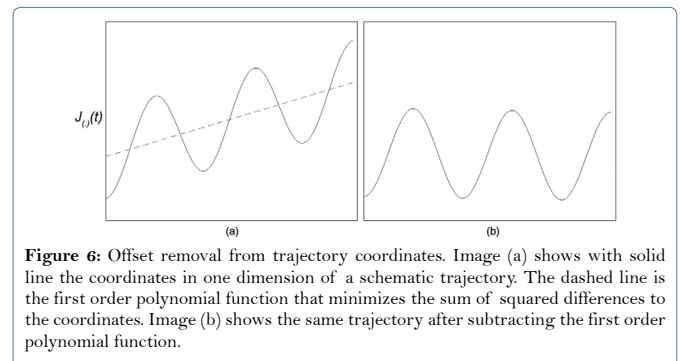 J(.)(t)
(a) (b)
Figure 6: Offset removal from trajectory coordinates. Image (a) shows with solid
line the coordinates in one dimension of a schematic trajectory. The dashed line is
the first order polynomial function that minimizes the sum of squared differences to
the coordinates. Image (b) shows the same trajectory after subtracting the first order
polynomial function.